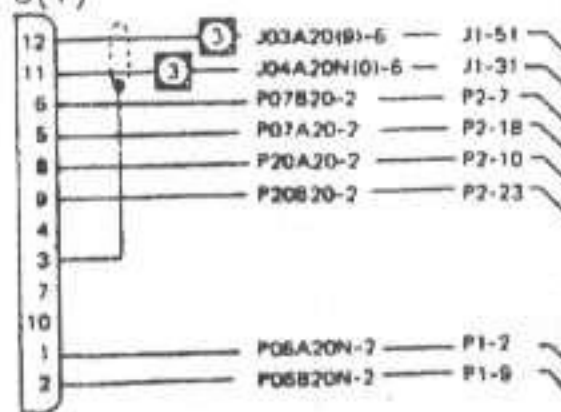 12 3 J03A20(9)-6 J1-51
11 3 J04A20N(0)-6 J1-31
6 P07B20-2 P2-7
5 P07A20-2 P2-18
8 P20A20-2 P2-10
9 P20B20-2 P2-23
4
3
7
10
1 P06A20N-2 P1-2
2 P06B20N-2 P1-9